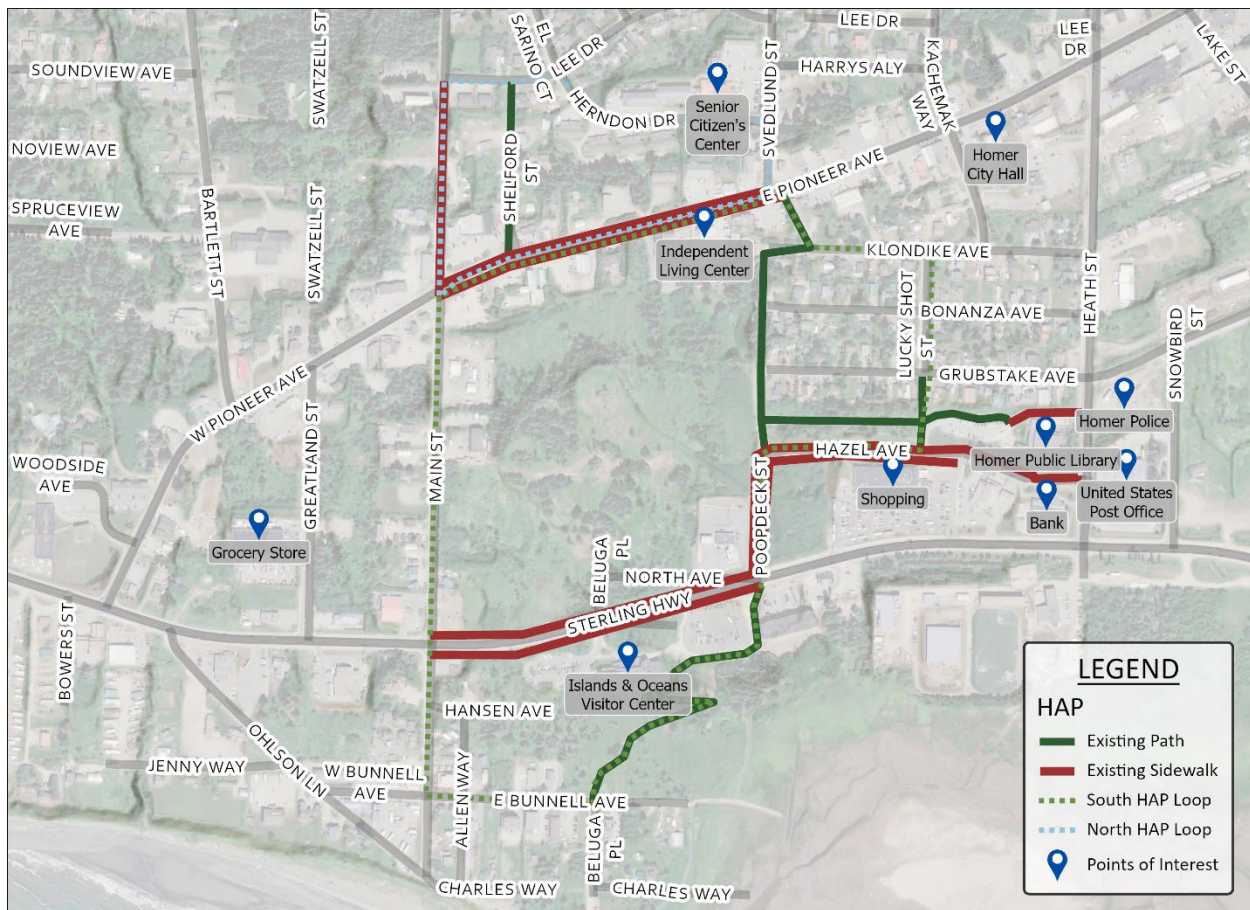 LEE DR
LEE DR
LAKE ST
EL
SARINO CT
LEE DR
SWATZELL ST
SVEDLUND ST
KACHEMAK
WAY
SOUNDVIEW AVE
HARRYS ALY
HERNDON DR
Senior
Citizen's
Center
Homer
City Hall
NOVIEW AVE
SHELFORD
ST
E PIONEER AVE
SPRUCEVIEW
AVE
BARTLETT ST
SWATZELL ST
Independent
Living Center
KLONDIKE AVE
HEATH ST
LUCKY SHOT
ST
BONANZA AVE
SNOWBIRD
ST
GRUBSTAKE AVE
W PIONEER AVE
GREATLAND ST
MAIN ST
Homer Police
HAZEL AVE
Homer Public Library
WOODSIDE
AVE
POOPDECK ST
Shopping
United States
Post Office
Bank
Grocery Store
BELUGA
PL
NORTH AVE
STERLING HWY
BOWERS ST
Islands & Oceans
Visitor Center
HANSEN AVE
OHLSON LN
JENNY WAY
W BUNNELL
AVE
ALLEN WAY
E BUNNELL AVE
BELUGA
PL
CHARLES WAY
CHARLES WAY
LEGEND
HAP
Existing Path
Existing Sidewalk
South HAP Loop
North HAP Loop
Points of Interest